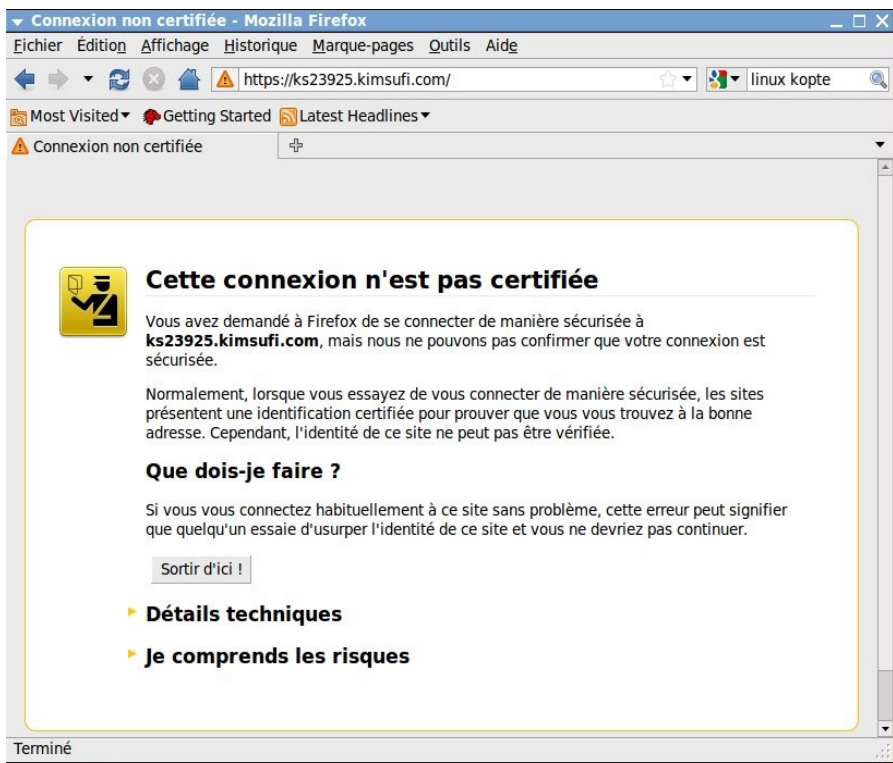 Connexion non certifiée - Mozilla Firefox
Fichier Édition Affichage Historique Marque-pages Outils Aide
https://ks23925.kimsufi.com/ linux kopte
Most Visited Getting Started Latest Headlines
Connexion non certifiée
Cette connexion n'est pas certifiée
Vous avez demandé à Firefox de se connecter de manière sécurisée à
ks23925.kimsufi.com, mais nous ne pouvons pas confirmer que votre connexion est
sécurisée.
Normalement, lorsque vous essayez de vous connecter de manière sécurisée, les sites
présentent une identification certifiée pour prouver que vous vous trouvez à la bonne
adresse. Cependant, l'identité de ce site ne peut pas être vérifiée.
Que dois-je faire ?
Si vous vous connectez habituellement à ce site sans problème, cette erreur peut signifier
que quelqu'un essaie d'usurper l'identité de ce site et vous ne devriez pas continuer.
Sortir d'ici !
Détails techniques
Je comprends les risques
Terminé